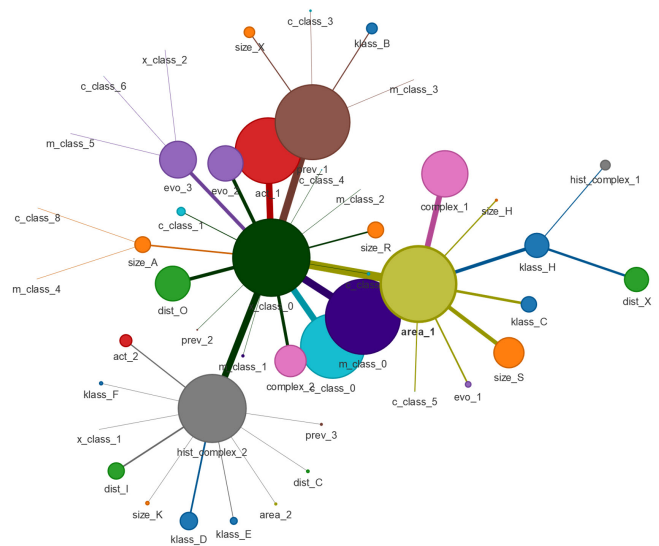 c_class_3
size_X
klass_B
x_class_2
c_class_6
m_class_3
m_class_5
prev_1
hist_complex_1
evo_3
evo_2
act_1
c_class_4
m_class_2
complex_1
size_H
c_class_8
c_class_1
size_R
size_A
klass_H
m_class_4
dist_O
_class_0
dist_X
klass_C
area_1
prev_2
m_class_1
m_class_0
act_2
complex_2
c_class_0
size_S
klass_F
c_class_5
evo_1
x_class_1
prev_3
hist_complex_2
dist_I
dist_C
size_K
area_2
klass_D
klass_E